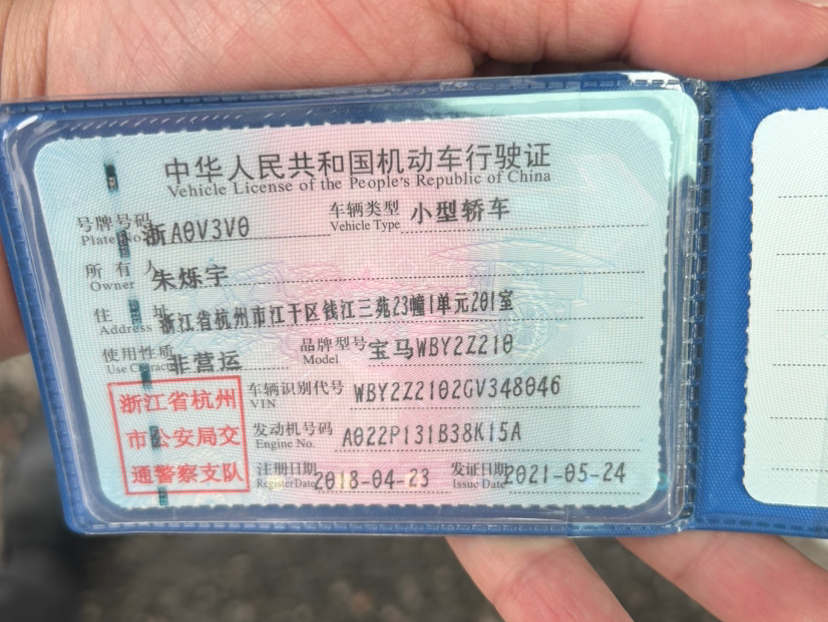 中华人民共和国机动车行驶证
Vehicle License of the People's Republic of China
号牌号码 浙A0V3V0 车辆类型 小型轿车
Plate No. Vehicle Type
所有人 朱烁宇
Owner
住址 浙江省杭州市江干区钱江三苑23幢1单元201室
Address
使用性质 非营运 品牌型号 宝马WBY2Z210
Use Charact Model
浙江省杭州 车辆识别代号 WBY2Z2102GV348046
VIN
市公安局交 发动机号码 A022P131B38K15A
Engine No.
通警察支队 注册日期 2018-04-23 发证日期 2021-05-24
RegisterDate Issue Date